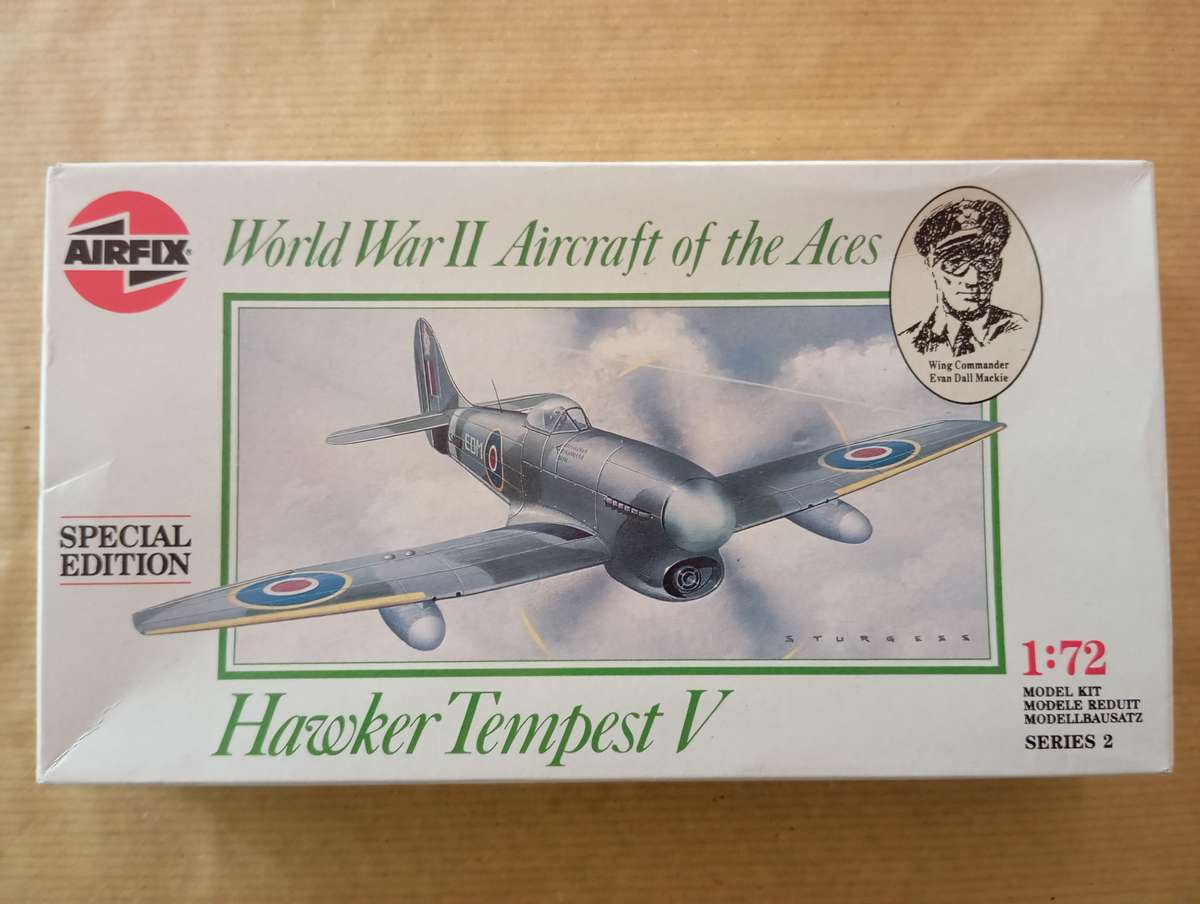 AIRFIX®
World War II Aircraft of the Aces
Wing Commander
Evan Dall Mackie
EDM
SPECIAL
EDITION
STURGESS
1:72
MODEL KIT
MODELE REDUIT
MODELLBAUSATZ
SERIES 2
Hawker Tempest V